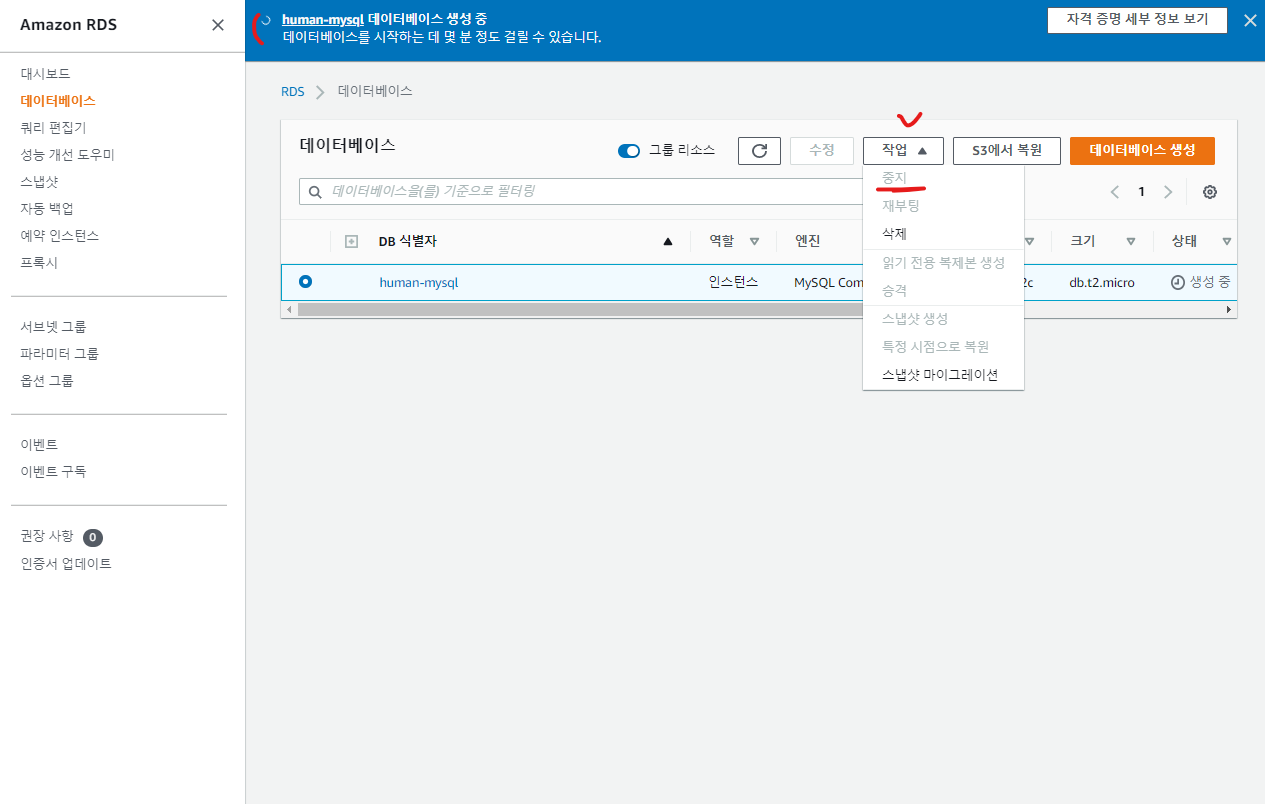 Amazon RDS
대시보드
데이터베이스
쿼리 편집기
성능 개선 도우미
스냅샷
자동 백업
예약 인스턴스
프록시
서브넷 그룹
파라미터 그룹
옵션 그룹
이벤트
이벤트 구독
권장 사항 0
인증서 업데이트
human-mysql 데이터베이스 생성 중
데이터베이스를 시작하는 데 몇 분 정도 걸릴 수 있습니다.
자격 증명 세부 정보 보기
RDS 데이터베이스
데이터베이스
그룹 리소스
수정
작업
S3에서 복원
데이터베이스 생성
데이터베이스을(를) 기준으로 필터링
1
DB 식별자 역할 엔진 크기 상태
human-mysql 인스턴스 MySQL Com 2c db.t2.micro 생성 중
중지
재부팅
삭제
읽기 전용 복제본 생성
승격
스냅샷 생성
특정 시점으로 복원
스냅샷 마이그레이션